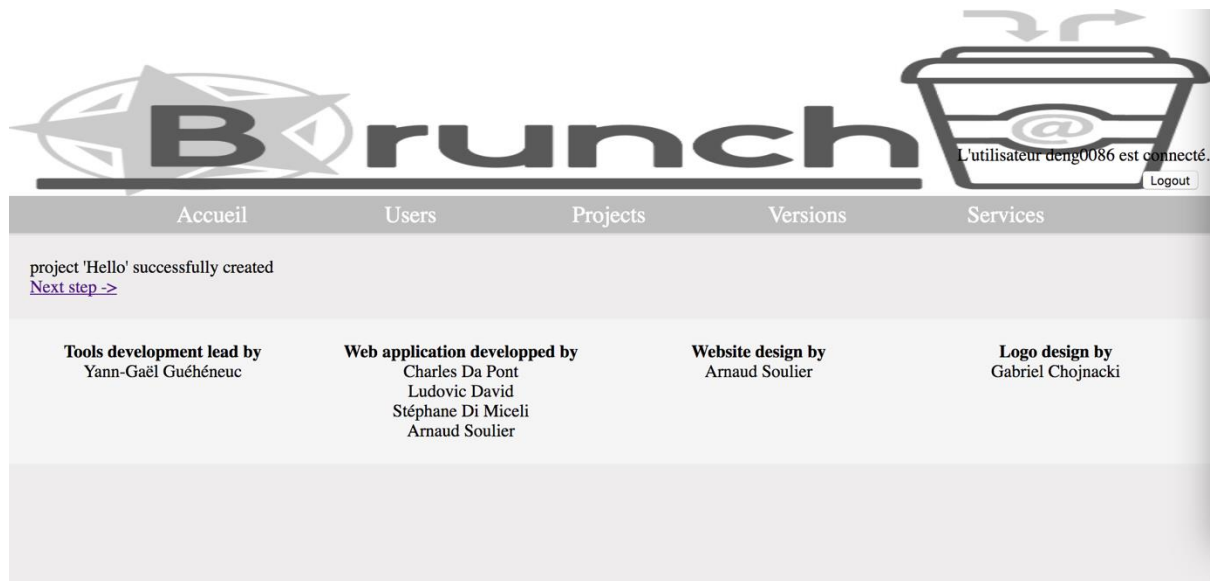 Brunch
@
L'utilisateur deng0086 est connecté.
Logout
Accueil Users Projects Versions Services
project 'Hello' successfully created
Next step ->
Tools development lead by
Yann-Gaël Guéhéneuc
Web application developped by
Charles Da Pont
Ludovic David
Stéphane Di Miceli
Arnaud Soulier
Website design by
Arnaud Soulier
Logo design by
Gabriel Chojnacki